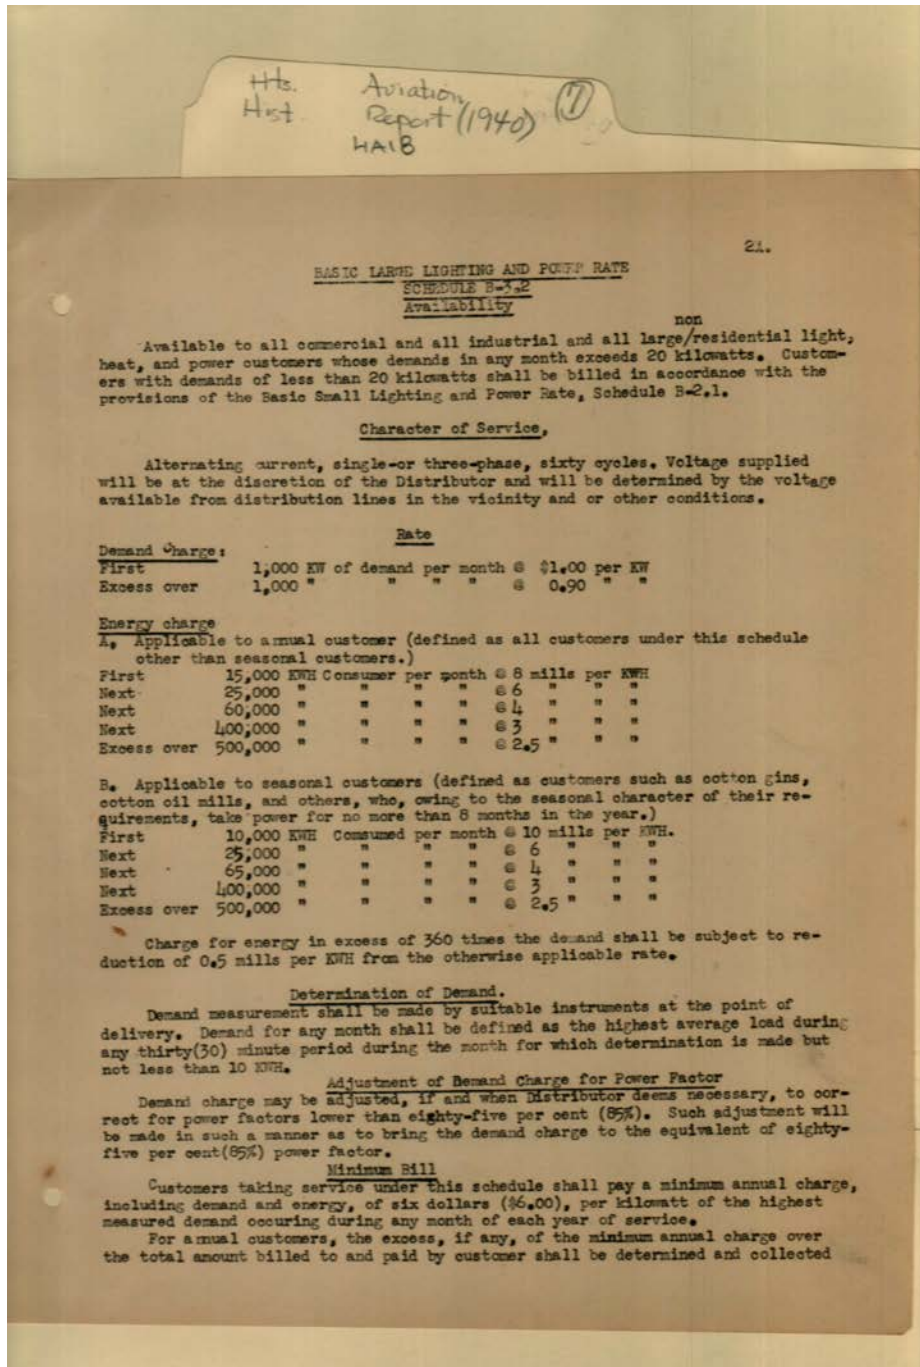 Hts. Aviation 7
Hist Report (1940)
HAIB
21.
BASIC LARGE LIGHTING AND POWER RATE
SCHEDULE B-3.2
Availability
non
Available to all commercial and all industrial and all large/residential light,
heat, and power customers whose demands in any month exceeds 20 kilowatts. Custom-
ers with demands of less than 20 kilowatts shall be billed in accordance with the
provisions of the Basic Small Lighting and Power Rate, Schedule B-2.1.
Character of Service,
Alternating current, single-or three-phase, sixty cycles. Voltage supplied
will be at the discretion of the Distributor and will be determined by the voltage
available from distribution lines in the vicinity and or other conditions.
Rate
Demand Charge:
First 1,000 KW of demand per month @ $1.00 per KW
Excess over 1,000 " " " " @ 0.90 " "
Energy charge
A. Applicable to annual customer (defined as all customers under this schedule
other than seasonal customers.)
First 15,000 KWH Consumer per month @ 8 mills per KWH
Next 25,000 " " " " @ 6 " " "
Next 60,000 " " " " @ 4 " " "
Next 400,000 " " " " @ 3 " " "
Excess over 500,000 " " " " @ 2.5 " " "
B. Applicable to seasonal customers (defined as customers such as cotton gins,
cotton oil mills, and others, who, owing to the seasonal character of their re-
quirements, take power for no more than 8 months in the year.)
First 10,000 KWH Comsumed per month @ 10 mills per KWH.
Next 25,000 " " " " @ 6 " " "
Next 65,000 " " " " @ 4 " " "
Next 400,000 " " " " @ 3 " " "
Excess over 500,000 " " " " @ 2.5 " " "
Charge for energy in excess of 360 times the demand shall be subject to re-
duction of 0.5 mills per KWH from the otherwise applicable rate.
Determination of Demand.
Demand measurement shall be made by suitable instruments at the point of
delivery. Demand for any month shall be defined as the highest average load during
any thirty(30) minute period during the month for which determination is made but
not less than 10 KWH.
Adjustment of Demand Charge for Power Factor
Demand charge may be adjusted, if and when Distributor deems necessary, to cor-
rect for power factors lower than eighty-five per cent (85%). Such adjustment will
be made in such a manner as to bring the demand charge to the equivalent of eighty-
five per cent(85%) power factor.
Minimum Bill
Customers taking service under this schedule shall pay a minimum annual charge,
including demand and energy, of six dollars ($6.00), per kilowatt of the highest
measured demand occuring during any month of each year of service.
For annual customers, the excess, if any, of the minimum annual charge over
the total amount billed to and paid by customer shall be determined and collected